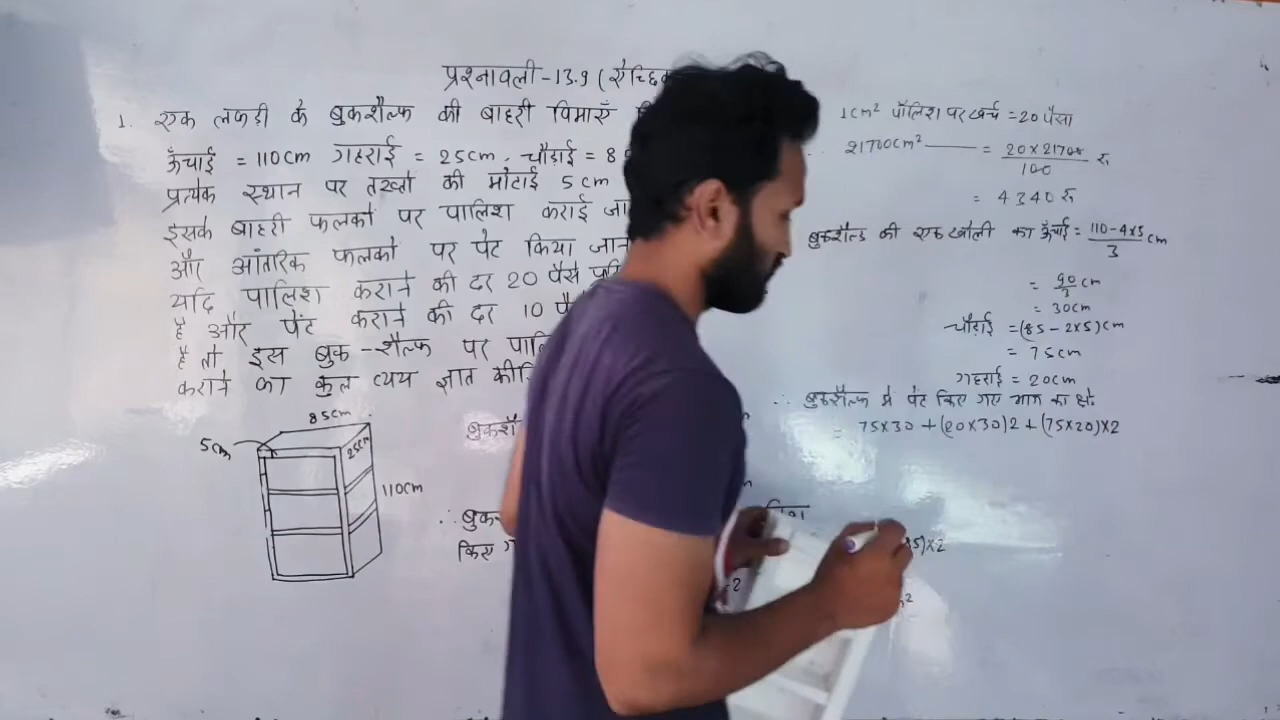 प्रश्नावली-13.9 (ऐच्छिक
1. एक लकड़ी के बुकशैल्फ की बाहरी विमाएँ
ऊँचाई = 110cm गहराई = 25cm, चौड़ाई = 8
प्रत्येक स्थान पर तख्तों की मोटाई 5cm
इसके बाहरी फलकों पर पालिश कराई जा
और आंतरिक फलकों पर पेंट किया जान
यदि पालिश कराने की दर 20 पैसे प्रति
है और पेंट कराने की दर 10 पै
है तो इस बुक-शैल्फ पर पालि
कराने का कुल व्यय ज्ञात कीजि
85cm
5cm
25cm
110cm
बुकशै
∴ बुक
किए ग
85)×2
1cm² पॉलिश पर खर्च = 20 पैसा
21700cm² —— = 20×21700/100 रु
= 4340 रु
बुकशैल्फ की एक खोली का ऊँचाई = 110-4×5/3 cm
= 90/3 cm
= 30cm
चौड़ाई = (85-2×5)cm
= 75cm
गहराई = 20cm
∴ बुकशैल्फ में पेंट किए गए भाग का क्षे.
= 75×30 + (20×30)2 + (75×20)×2